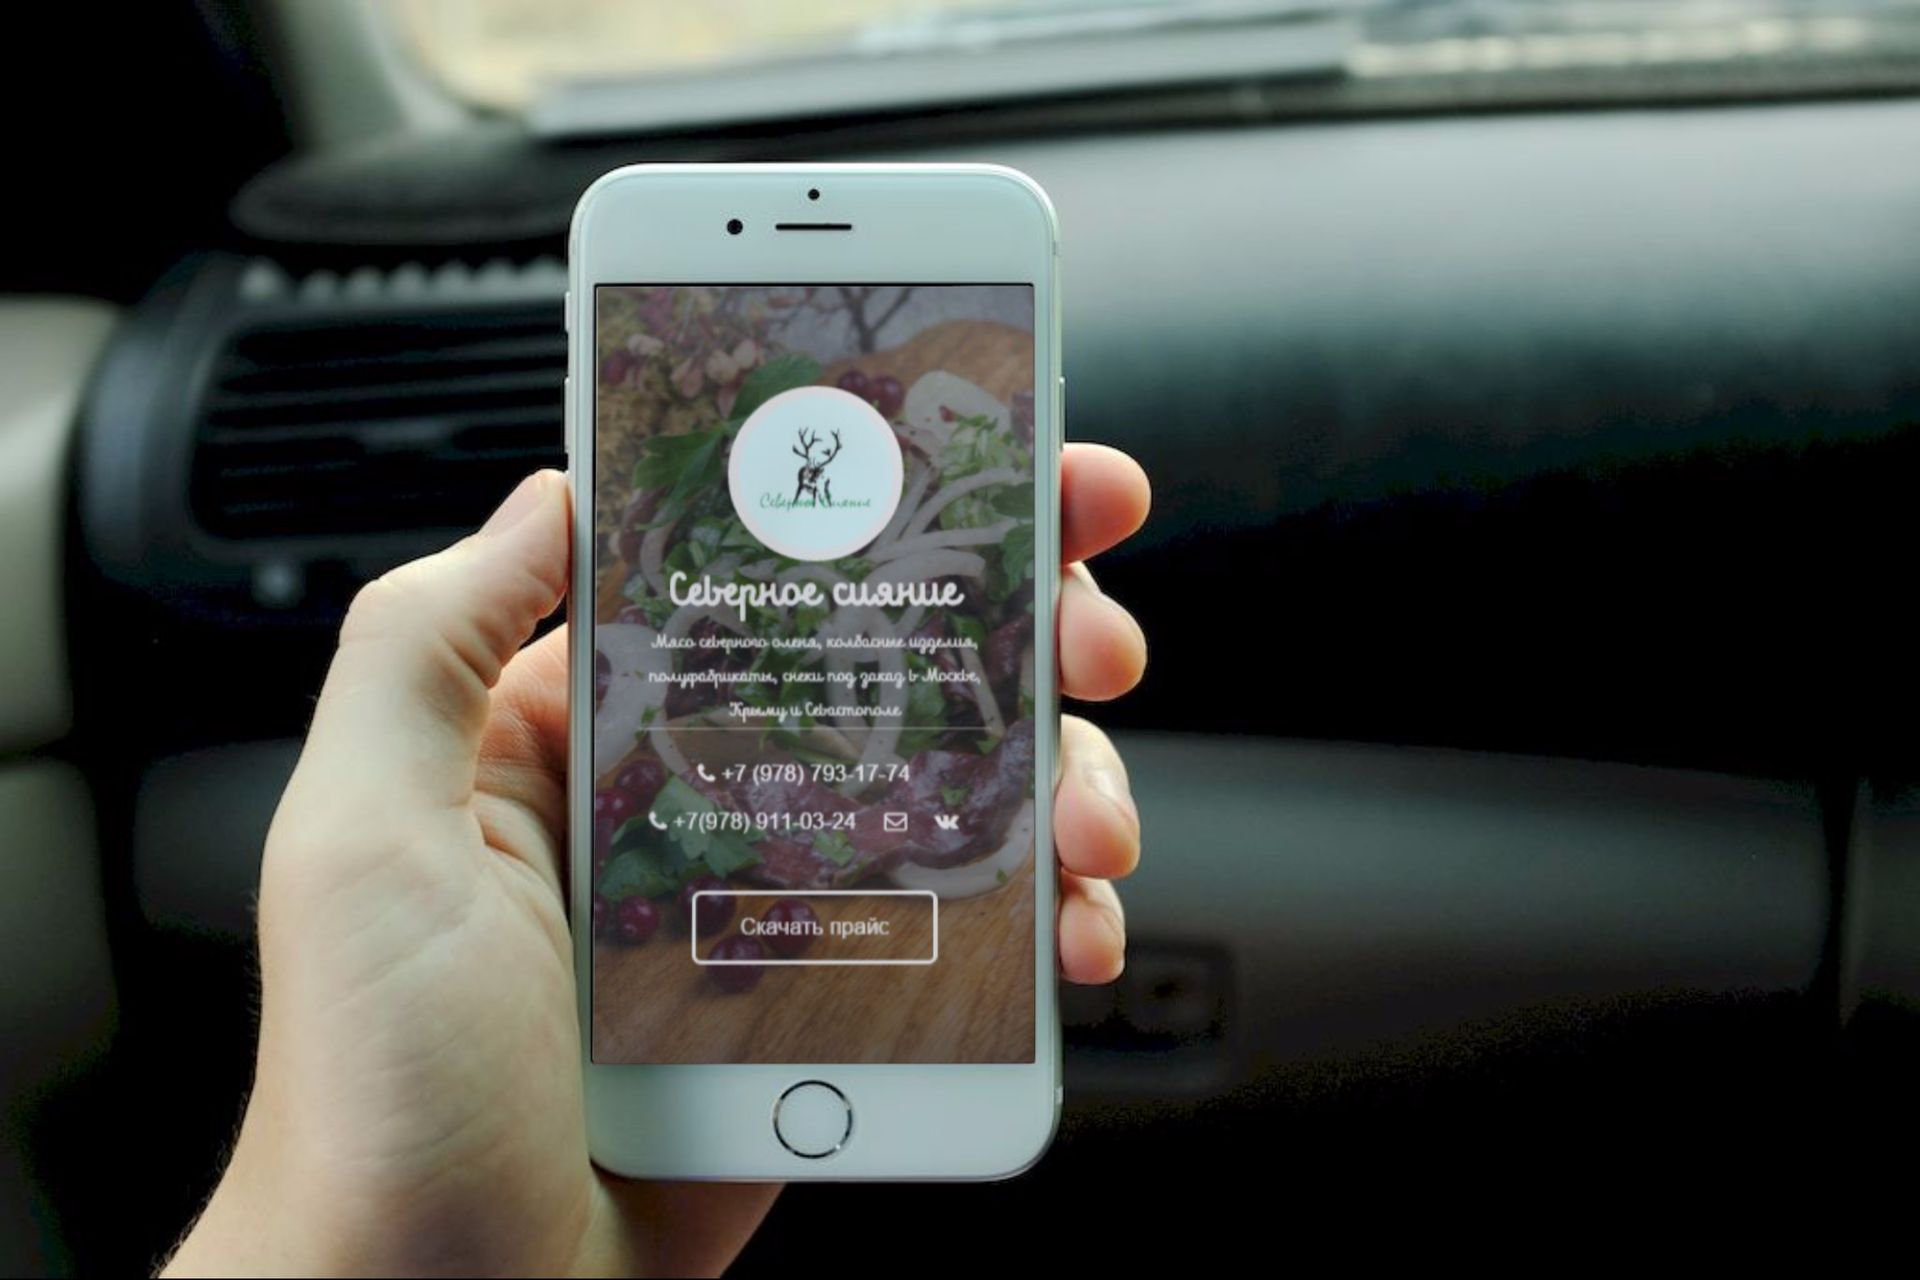 Северное Сияние
Северное сияние
Мясо северного оленя, колбасные изделия,
полуфабрикаты, снеки под заказ в Москве,
Крыму и Севастополе
+7 (978) 793-17-74
+7(978) 911-03-24
Скачать прайс